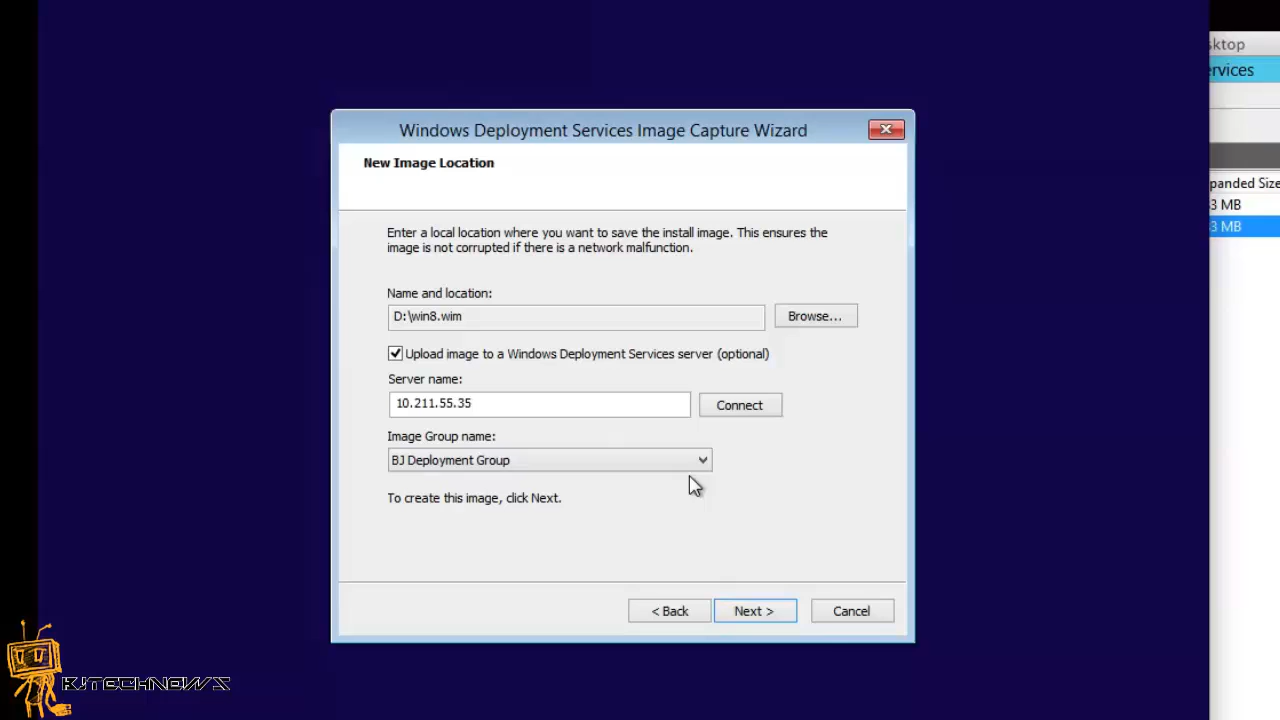 sktop
ervices
Windows Deployment Services Image Capture Wizard
New Image Location
panded Size
3 MB
3 MB
Enter a local location where you want to save the install image. This ensures the
image is not corrupted if there is a network malfunction.
Name and location:
D:\win8.wim
Browse...
Upload image to a Windows Deployment Services server (optional)
Server name:
10.211.55.35
Connect
Image Group name:
BJ Deployment Group
To create this image, click Next.
< Back
Next >
Cancel
BJTECHNEWS